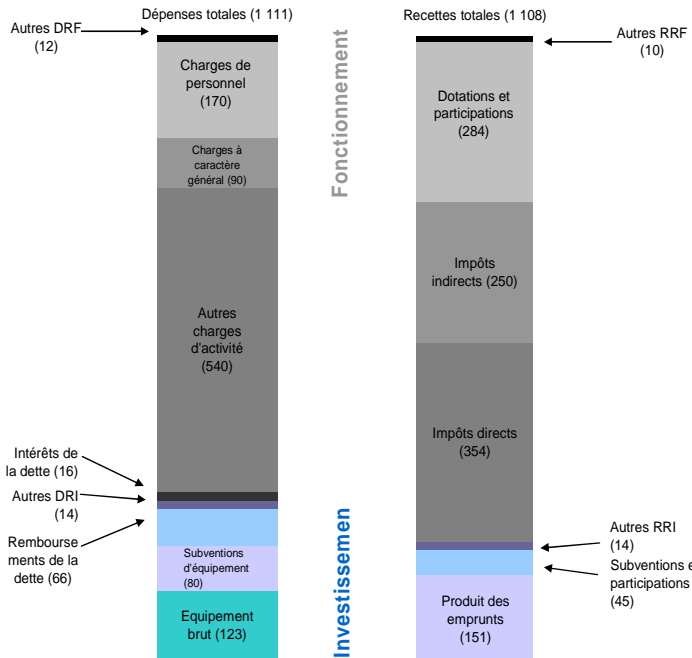 Dépenses totales (1 111)
Autres DRF
(12)
Charges de
personnel
(170)
Charges à
caractère
général (90)
Autres
charges
d'activité
(540)
Intérêts de
la dette (16)
Autres DRI
(14)
Rembourse
ments de la
dette (66)
Subventions
d'équipement
(80)
Equipement
brut (123)
Fonctionnement
Investissemen
Recettes totales (1 108)
Autres RRF
(10)
Dotations et
participations
(284)
Impôts
indirects (250)
Impôts directs
(354)
Autres RRI
(14)
Subventions e
participations
(45)
Produit des
emprunts
(151)